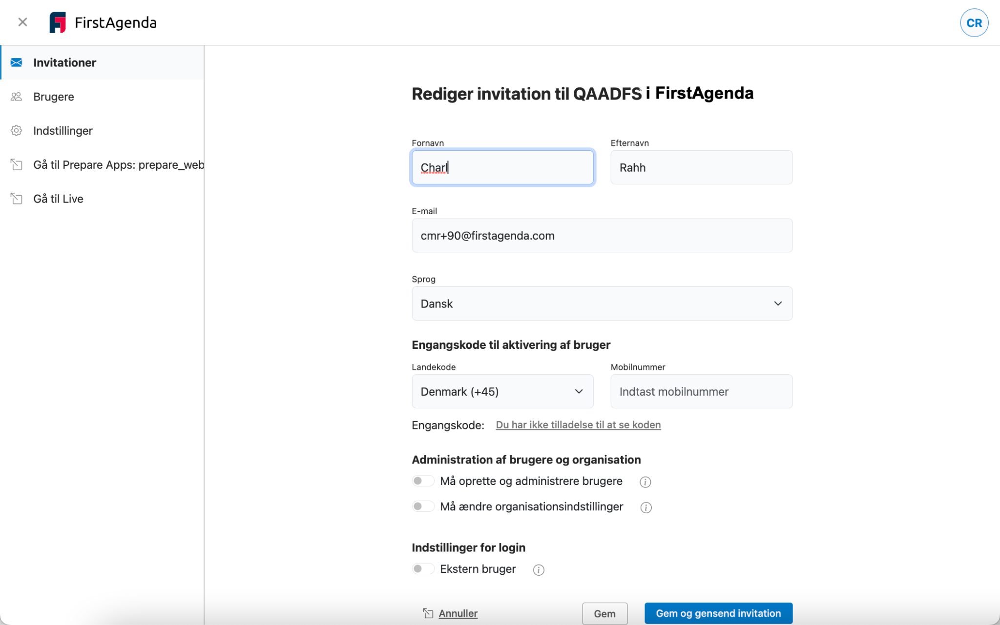 FirstAgenda
CR
Invitationer
Brugere
Indstillinger
Gå til Prepare Apps: prepare_web
Gå til Live
Rediger invitation til QAADFS i FirstAgenda
Fornavn
Efternavn
Charl
Rahh
E-mail
cmr+90@firstagenda.com
Sprog
Dansk
Engangskode til aktivering af bruger
Landekode
Mobilnummer
Denmark (+45)
Indtast mobilnummer
Engangskode: Du har ikke tilladelse til at se koden
Administration af brugere og organisation
Må oprette og administrere brugere
Må ændre organisationsindstillinger
Indstillinger for login
Ekstern bruger
Annuller
Gem
Gem og gensend invitation